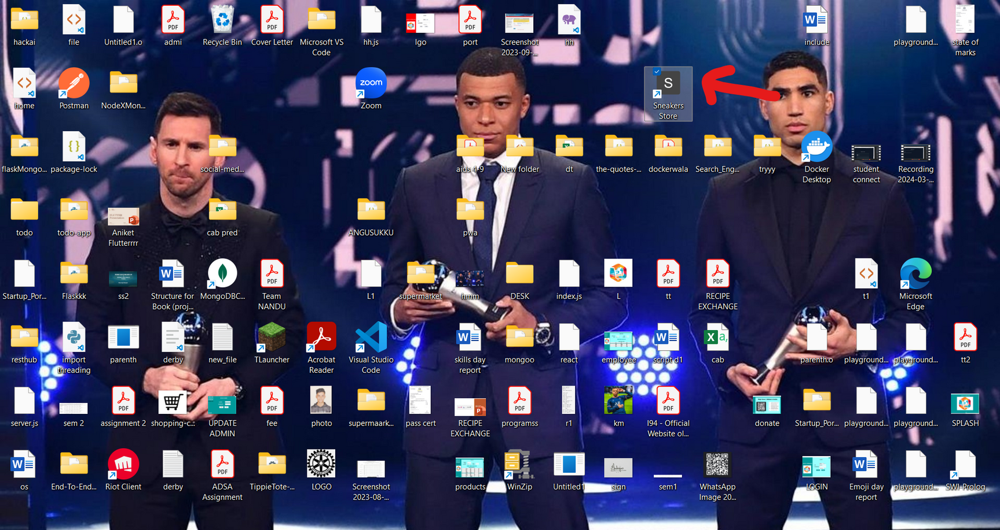 hackai
file
Untitled1.o
admi
Recycle Bin
Cover Letter
Microsoft VS
Code
hh.js
lgo
port
Screenshot
2023-09-...
hh
include
playground...
state of
marks
home
Postman
NodeXMon...
zoom
Zoom
S
Sneakers
Store
flaskMongo...
package-lock
social-med...
aids 4-9
New folder
dt
the-quotes-...
dockerwala
Search_Eng...
tryyy
Docker
Desktop
student
connect
Recording
2024-03-...
todo
todo-app
Aniket
Flutterrrr
cab pred
ANGUSUKKU
pwa
Startup_Por...
Flaskkk
ss2
Structure for
Book (proj...
MongoDBC...
Team
NANDU
L1
supermarket
hmm
DESK
index.js
L
tt
RECIPE
EXCHANGE
t1
Microsoft
Edge
resthub
import
threading
parenth
derby
new_file
TLauncher
Acrobat
Reader
Visual Studio
Code
skills day
report
mongoo
react
employee
script d1
cab
parenth.o
playground...
playground...
tt2
server.js
sem 2
assignment 2
shopping-c...
UPDATE
ADMIN
fee
photo
supermaark...
pass cert
RECIPE
EXCHANGE
programss
r1
km
I94 - Official
Website of...
donate
Startup_Por...
playground...
playground...
SPLASH
os
End-To-End...
Riot Client
derby
ADSA
Assignment
TippieTote-...
LOGO
Screenshot
2023-08-...
products
WinZip
Untitled1
sign
sem1
WhatsApp
Image 20...
LOGIN
Emoji day
report
playground...
SWI-Prolog